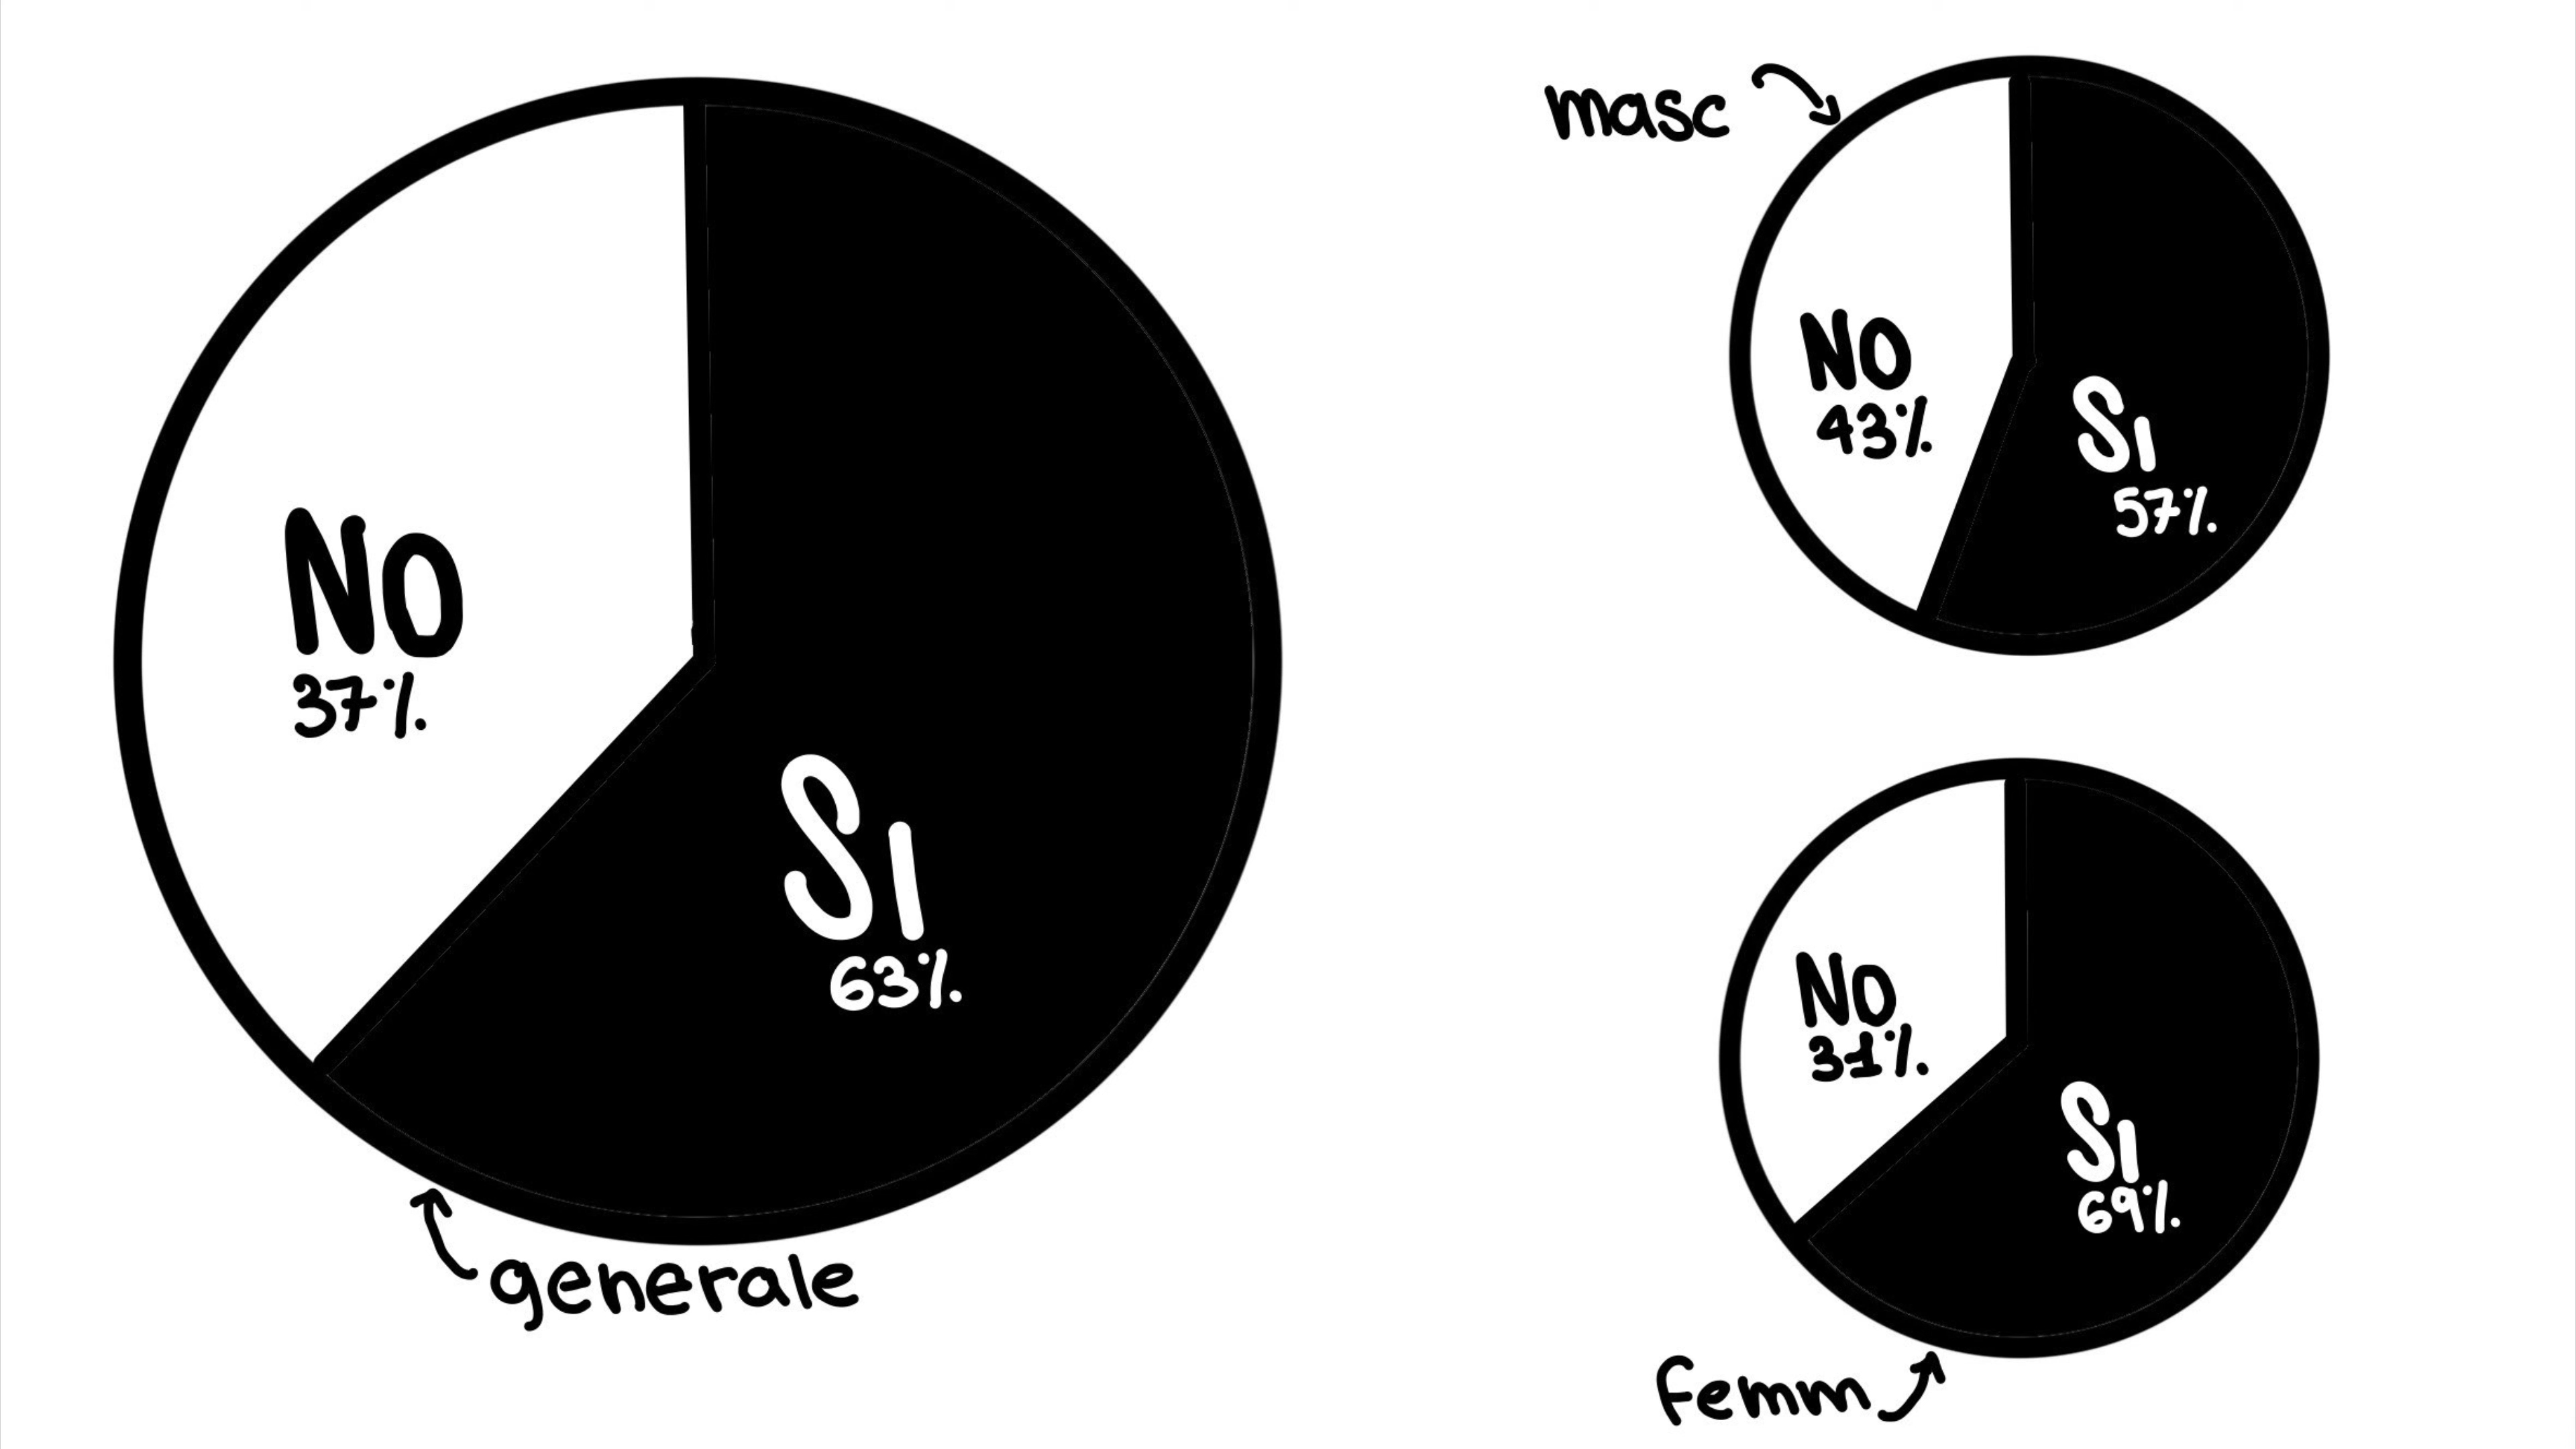 NO
37%
SI
63%
generale
masc
NO
43%
SI
57%
NO
31%
SI
69%
femm